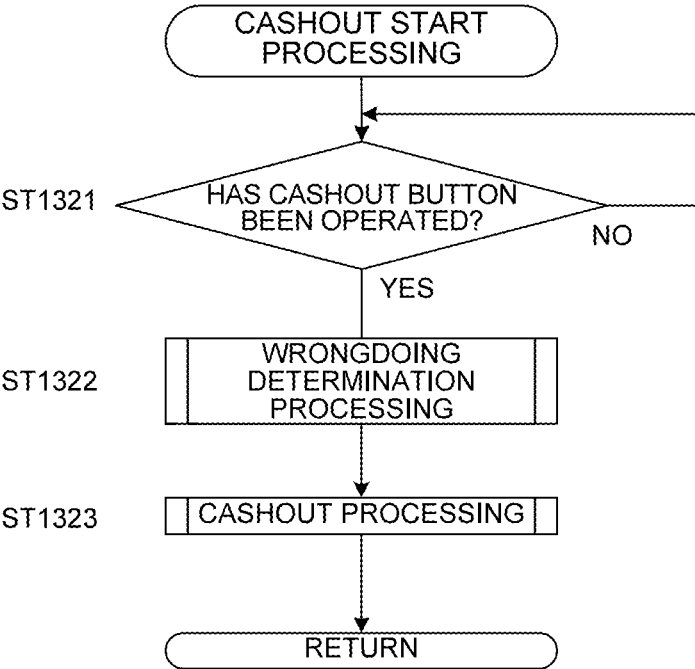 CASHOUT START
PROCESSING
ST1321
HAS CASHOUT BUTTON
BEEN OPERATED?
NO
YES
ST1322
WRONGDOING
DETERMINATION
PROCESSING
ST1323
CASHOUT PROCESSING
RETURN